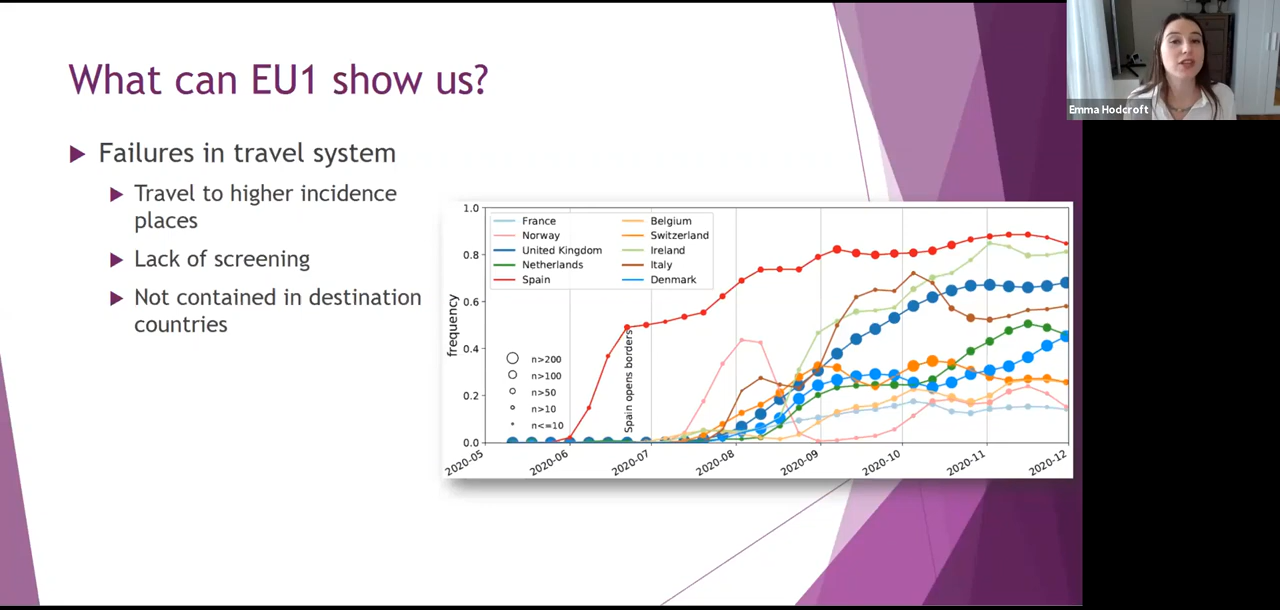 What can EU1 show us?
Failures in travel system
Travel to higher incidence
places
Lack of screening
Not contained in destination
countries
Emma Hodcroft
frequency
1.0
0.8
0.6
0.4
0.2
0.0
France
Norway
United Kingdom
Netherlands
Spain
Belgium
Switzerland
Ireland
Italy
Denmark
n>200
n>100
n>50
n>10
n<=10
Spain opens borders
2020-05
2020-06
2020-07
2020-08
2020-09
2020-10
2020-11
2020-12